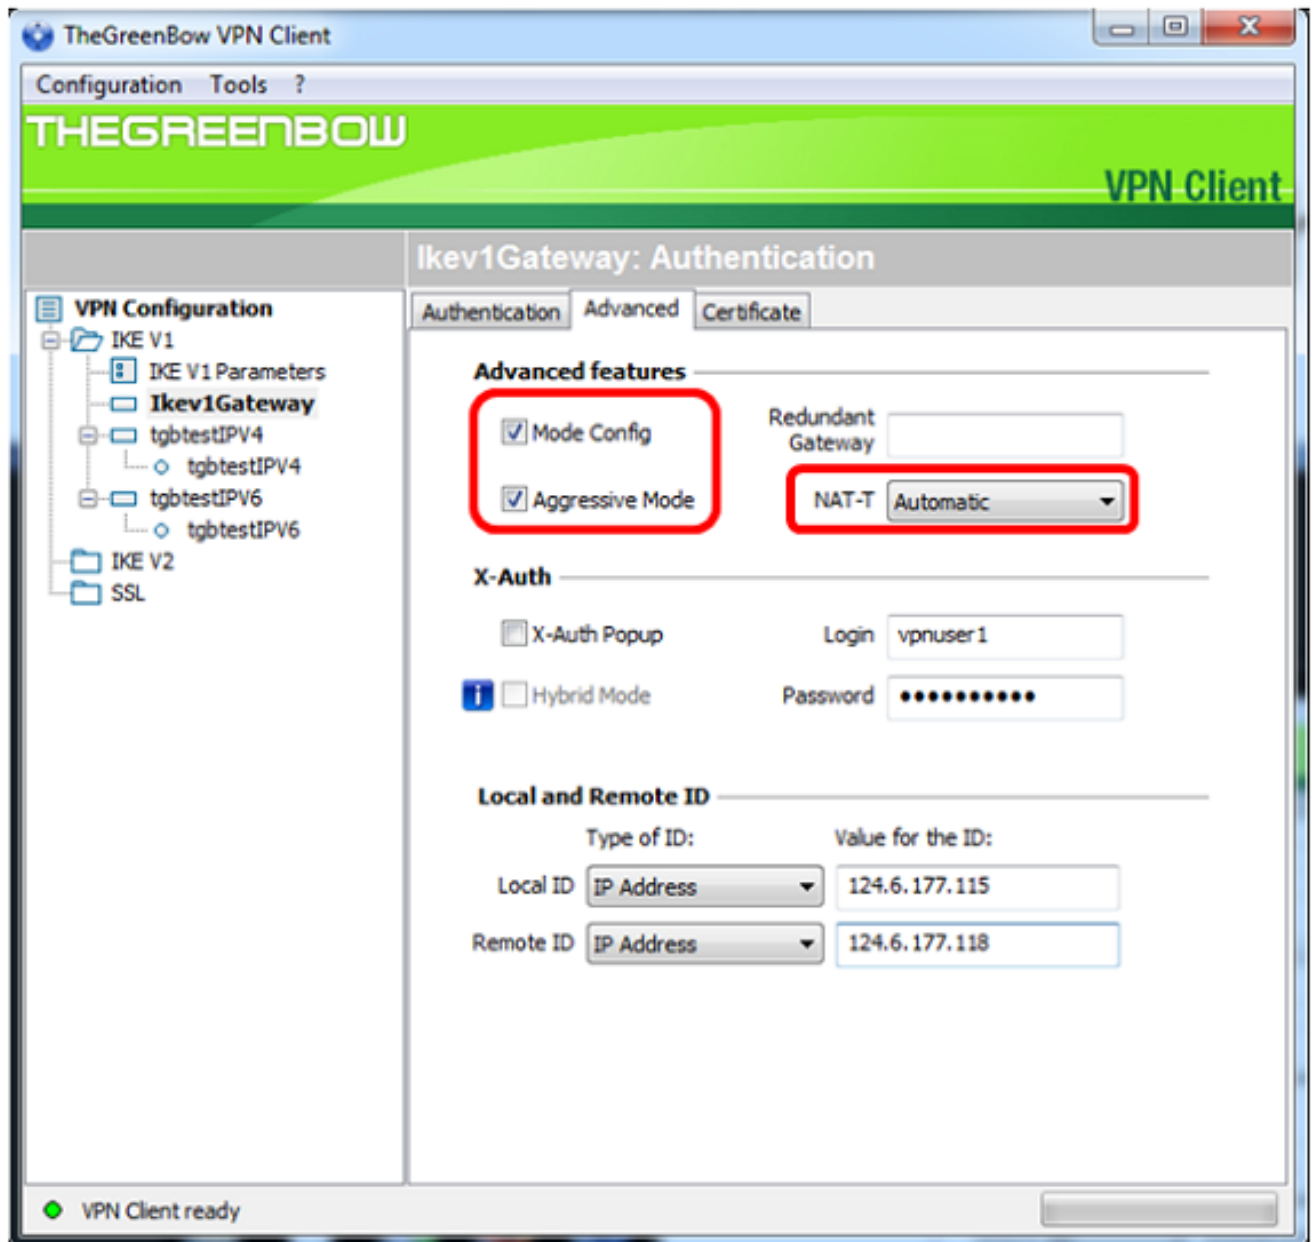 TheGreenBow VPN Client
Configuration Tools ?
THEGREENBOW
VPN Client
Ikev1Gateway: Authentication
VPN Configuration
IKE V1
IKE V1 Parameters
Ikev1Gateway
tgbtestIPV4
tgbtestIPV4
tgbtestIPV6
tgbtestIPV6
IKE V2
SSL
Authentication Advanced Certificate
Advanced features
Mode Config
Redundant
Gateway
Aggressive Mode
NAT-T Automatic
X-Auth
X-Auth Popup
Login vpnuser1
Hybrid Mode
Password ●●●●●●●●●●
Local and Remote ID
Type of ID: Value for the ID:
Local ID IP Address 124.6.177.115
Remote ID IP Address 124.6.177.118
VPN Client ready